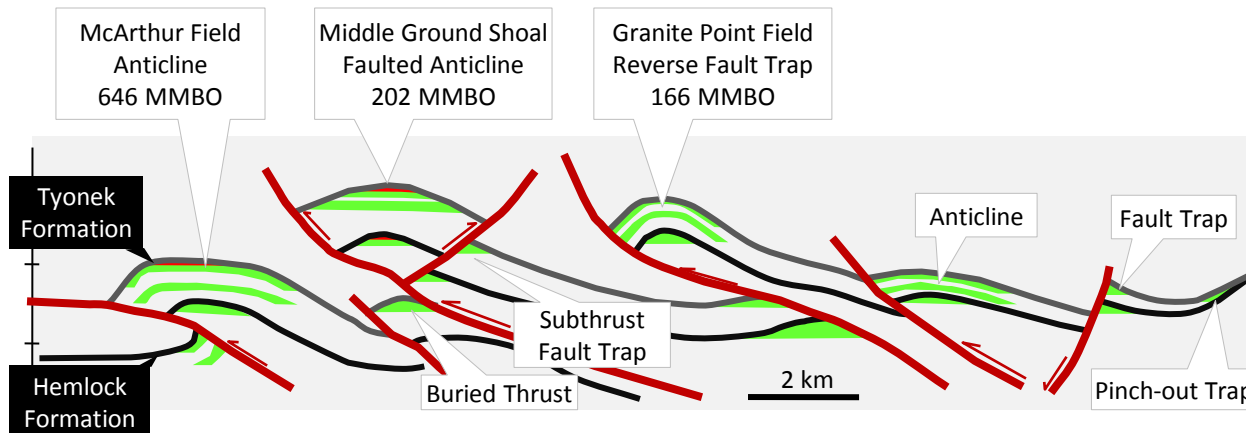 McArthur Field
Anticline
646 MMBO
Middle Ground Shoal
Faulted Anticline
202 MMBO
Granite Point Field
Reverse Fault Trap
166 MMBO
Tyonek
Formation
Anticline
Fault Trap
Subthrust
Fault Trap
Hemlock
Formation
Buried Thrust
2 km
Pinch-out Trap